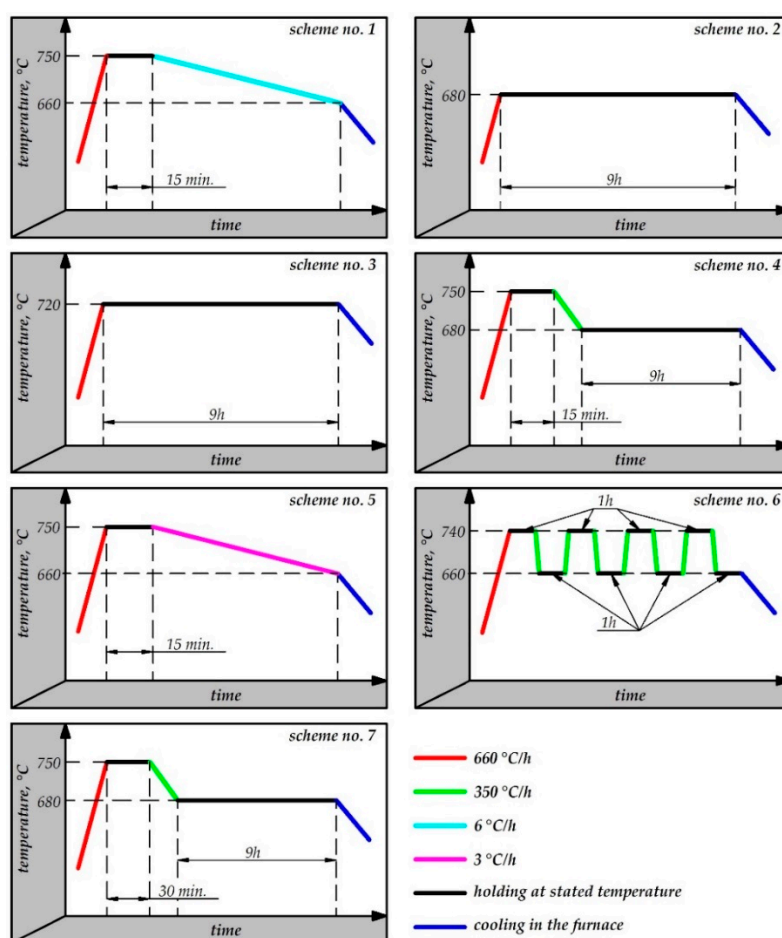 scheme no. 1
temperature, °C
750
660
15 min.
time
scheme no. 2
temperature, °C
680
9h
time
scheme no. 3
temperature, °C
720
9h
time
scheme no. 4
temperature, °C
750
680
9h
15 min.
time
scheme no. 5
temperature, °C
750
660
15 min.
time
scheme no. 6
temperature, °C
1h
740
660
1h
time
scheme no. 7
temperature, °C
750
680
9h
30 min.
time
660 °C/h
350 °C/h
6 °C/h
3 °C/h
holding at stated temperature
cooling in the furnace